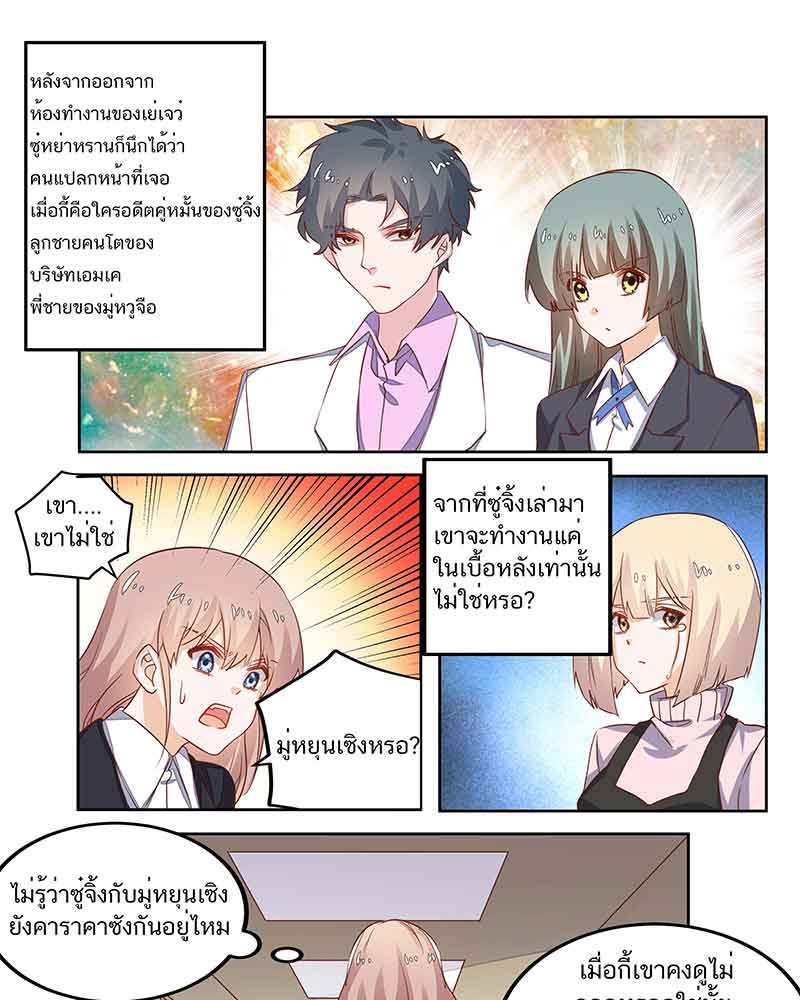 หลังจากออกจาก
ห้องทำงานของเย่เจว๋
ซู่หย่าหรานก็นึกได้ว่า
คนแปลกหน้าที่เจอ
เมื่อกี้คือใครอดีตคู่หมั้นของซู่จิ้ง
ลูกชายคนโตของ
บริษัทเอมเค
พี่ชายของมู่หวูจือ
เขา....
เขาไม่ใช่
จากที่ซู่จิ้งเล่ามา
เขาจะทำงานแค่
ในเบื้อหลังเท่านั้น
ไม่ใช่หรอ?
มู่หยุนเชิงหรอ?
ไม่รู้ว่าซู่จิ้งกับมู่หยุนเชิง
ยังคาราคาซังกันอยู่ไหม
เมื่อกี้เขาคงดูไม่